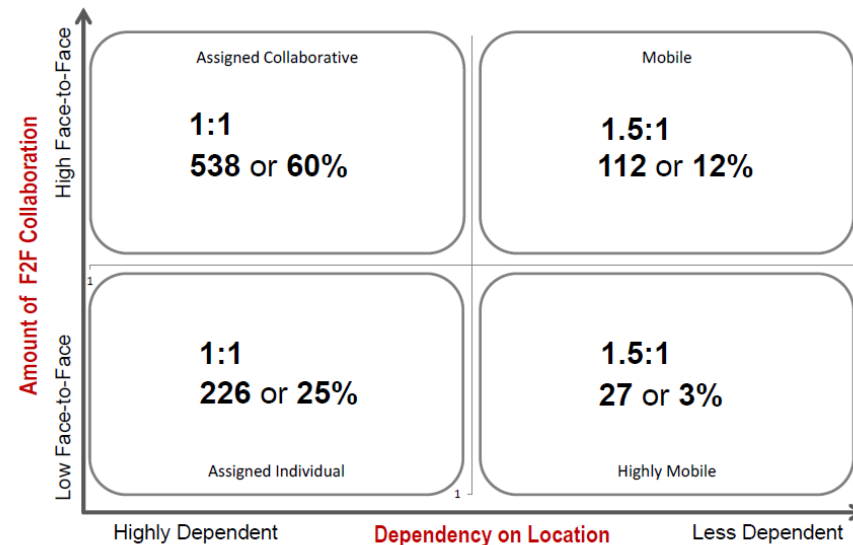 Amount of F2F Collaboration
High Face-to-Face
Low Face-to-Face
Assigned Collaborative
1:1
538 or 60%
Mobile
1.5:1
112 or 12%
1
1:1
226 or 25%
Assigned Individual
1
1.5:1
27 or 3%
Highly Mobile
Highly Dependent
Dependency on Location
Less Dependent